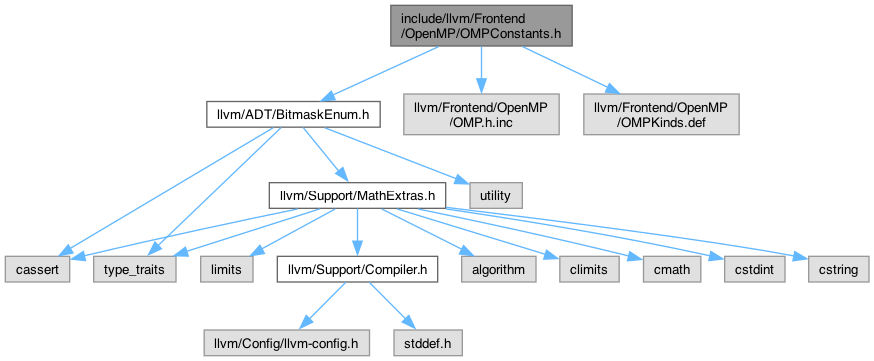 include/llvm/Frontend
/OpenMP/OMPConstants.h
llvm/ADT/BitmaskEnum.h
llvm/Frontend/OpenMP
/OMP.h.inc
llvm/Frontend/OpenMP
/OMPKinds.def
llvm/Support/MathExtras.h
utility
cassert
type_traits
limits
llvm/Support/Compiler.h
algorithm
climits
cmath
cstdint
cstring
llvm/Config/llvm-config.h
stddef.h